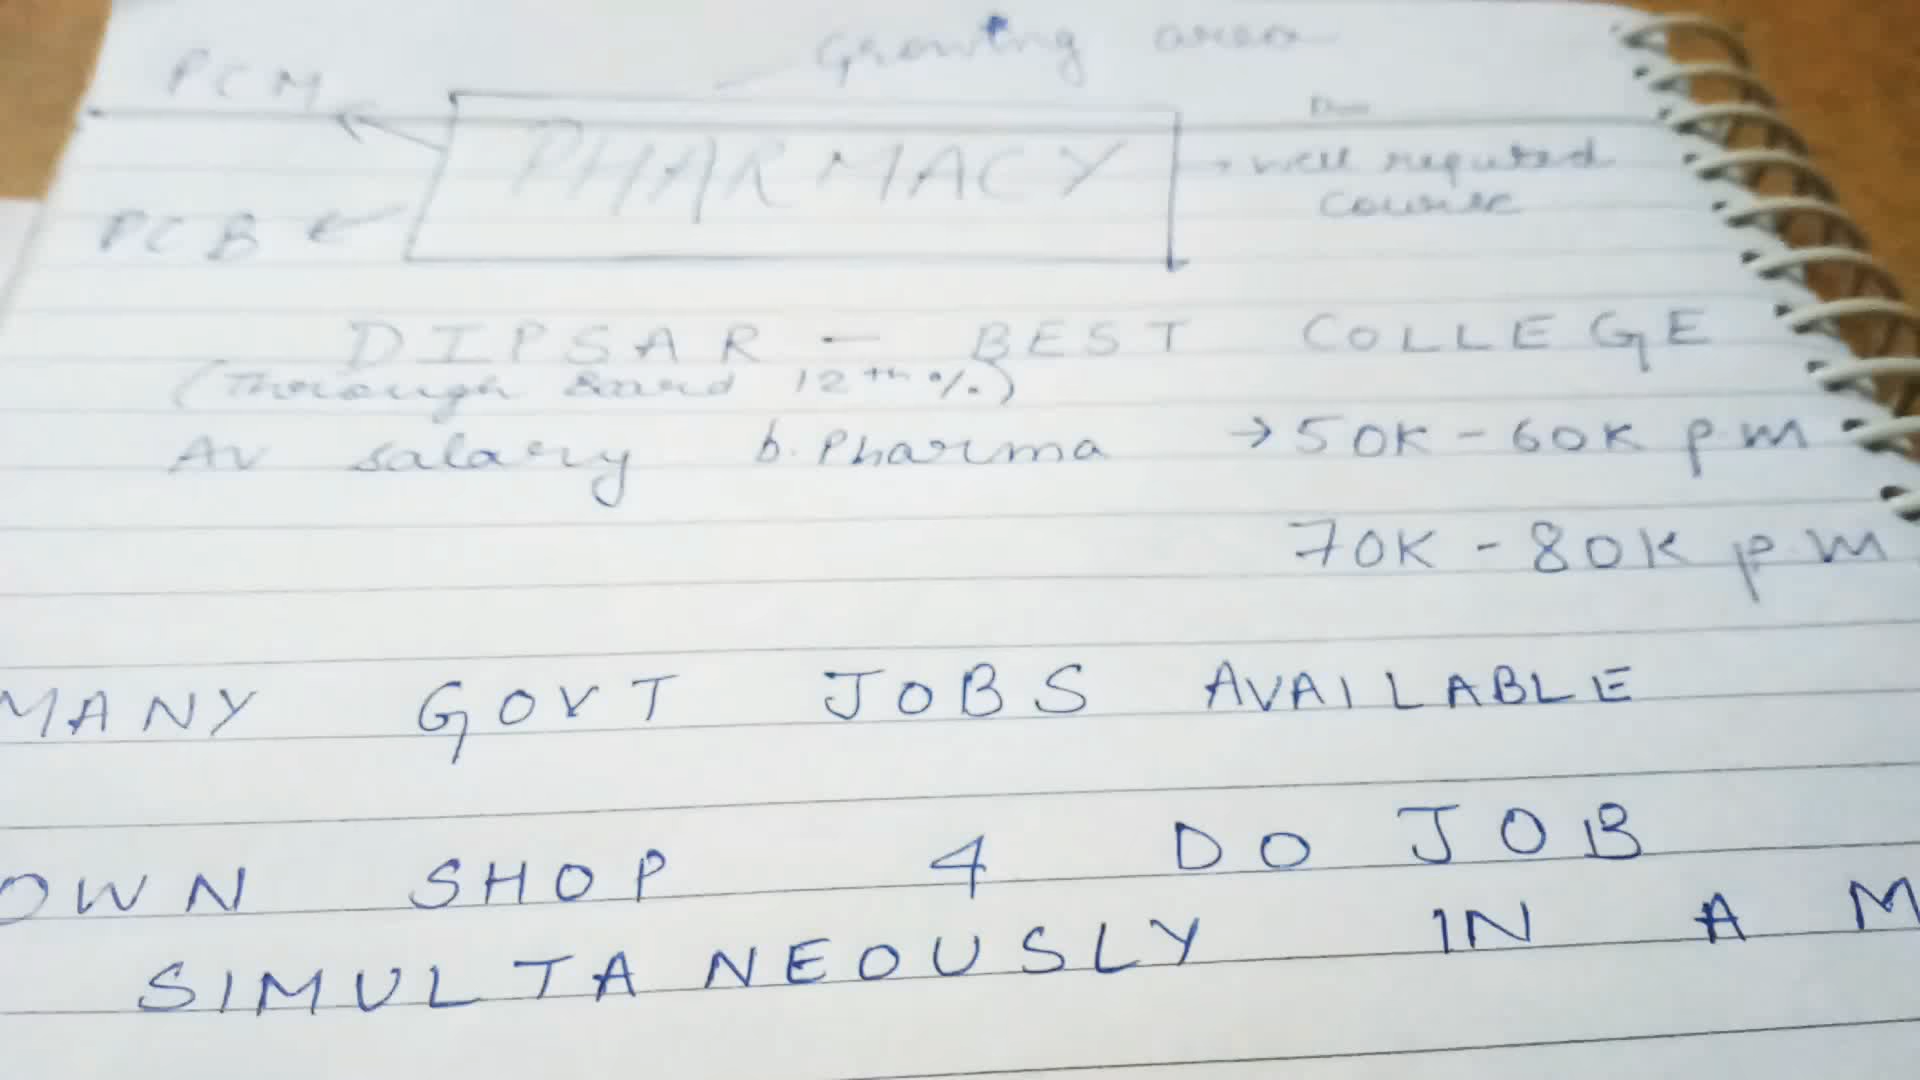 Growing area
PCM
PHARMACY
→ well reputed
course
PCB
DIPSAR - BEST COLLEGE
(Through board 12th %)
Av salary b. Pharma → 50K - 60K pm
70K - 80K p.m
MANY GOVT JOBS AVAILABLE
OWN SHOP & DO JOB
SIMULTANEOUSLY IN A M